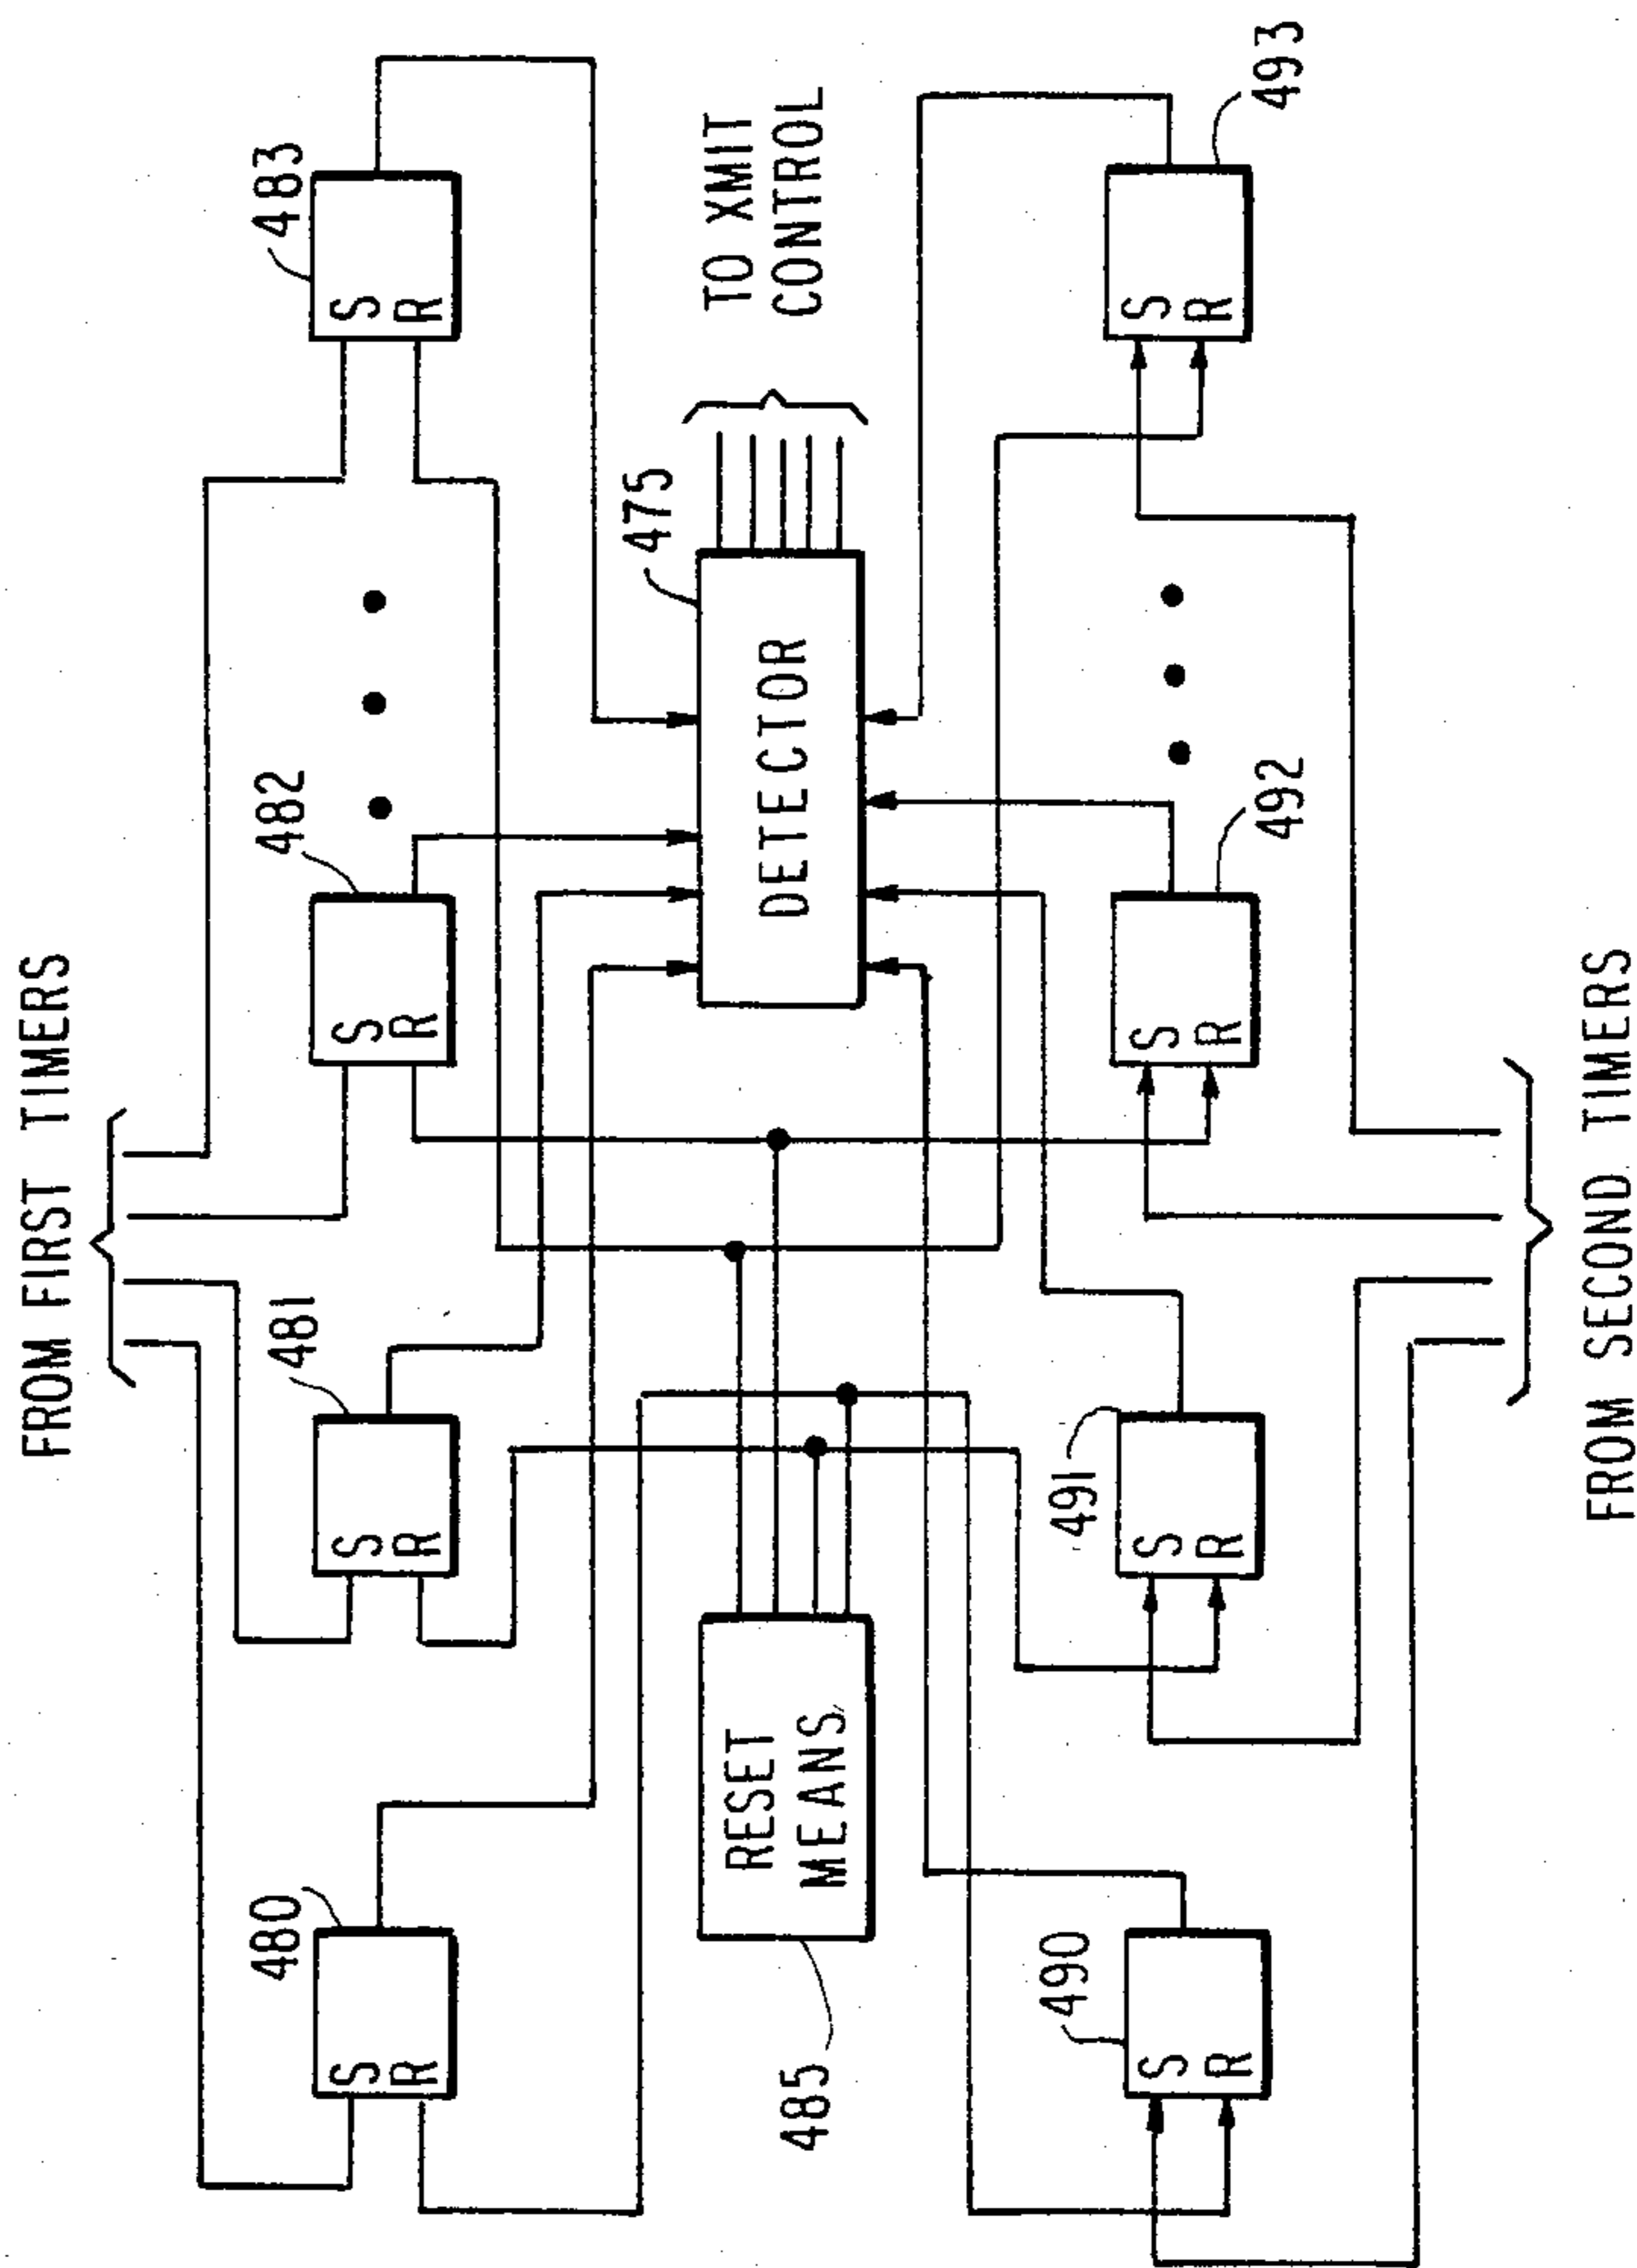 FROM FIRST TIMERS
480
S
R
481
S
R
482
S
R
483
S
R
485
RESET
MEANS
475
DETECTOR
TO XMIT
CONTROL
490
S
R
491
S
R
492
S
R
493
S
R
FROM SECOND TIMERS